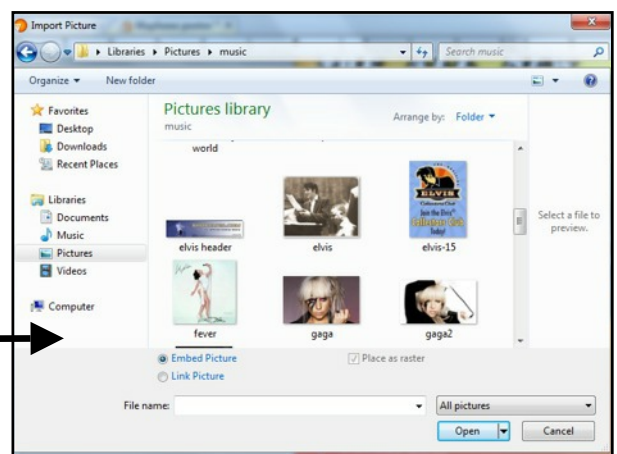 Import Picture
Libraries Pictures music
Search music
Organize New folder
Favorites
Desktop
Downloads
Recent Places
Libraries
Documents
Music
Pictures
Videos
Computer
Pictures library
music
Arrange by: Folder
world
ELVIS
elvis header
elvis
elvis-15
fever
gaga
gaga2
Select a file to
preview.
Embed Picture
Place as raster
Link Picture
File name:
All pictures
Open
Cancel